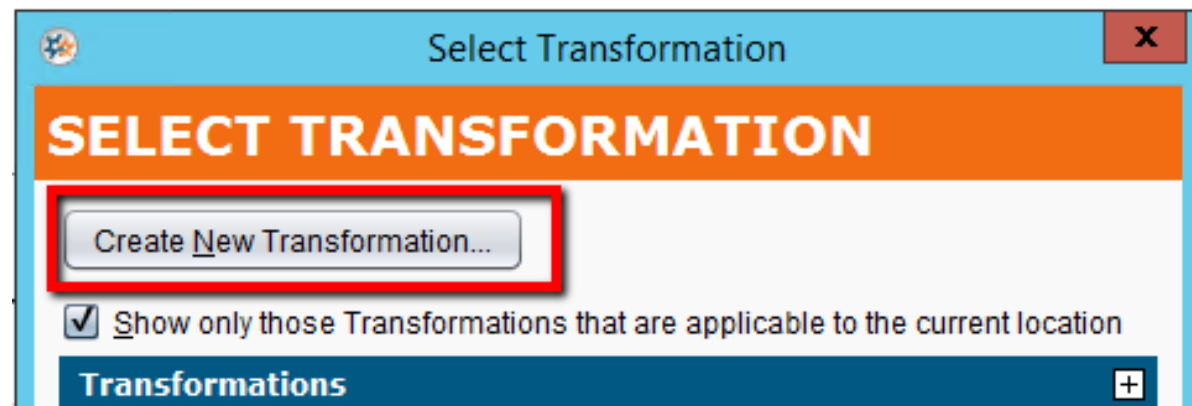 Select Transformation
x
SELECT TRANSFORMATION
Create New Transformation...
Show only those Transformations that are applicable to the current location
Transformations